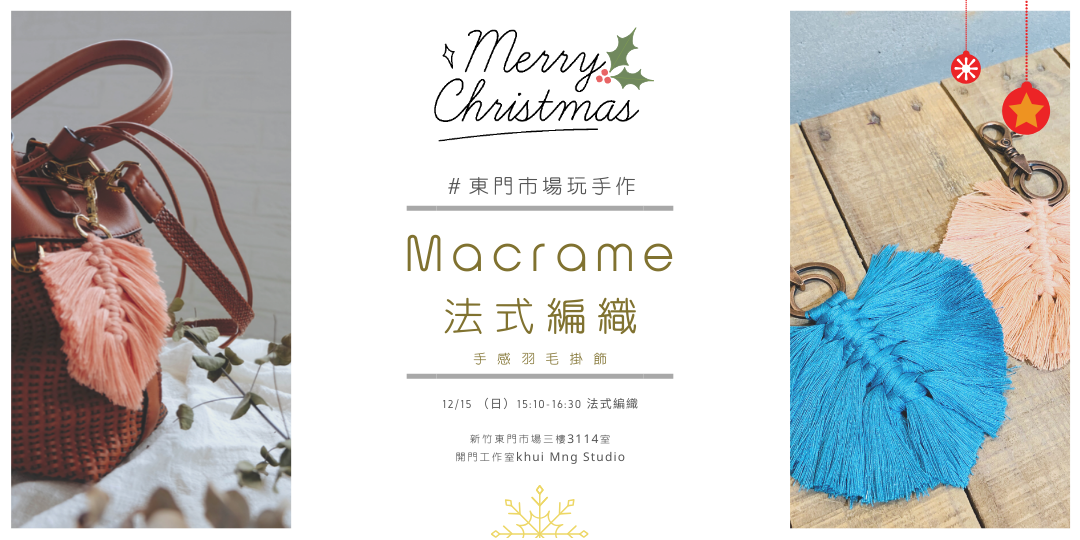 Merry
Christmas
#東門市場玩手作
Macrame
法式編織
手感羽毛掛飾
12/15 （日）15:10-16:30 法式編織
新竹東門市場三樓3114室
開門工作室khui Mng Studio